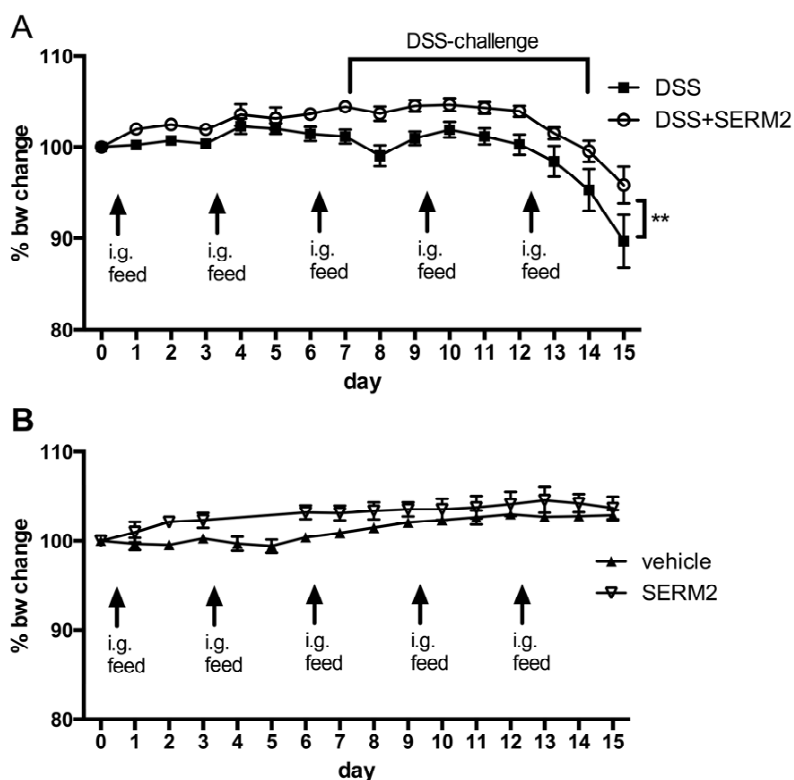 A
DSS-challenge
DSS
DSS+SERM2
110
100
90
80
% bw change
**
i.g. feed
i.g. feed
i.g. feed
i.g. feed
i.g. feed
0 1 2 3 4 5 6 7 8 9 10 11 12 13 14 15
day
B
110
100
90
80
% bw change
vehicle
SERM2
i.g. feed
i.g. feed
i.g. feed
i.g. feed
i.g. feed
0 1 2 3 4 5 6 7 8 9 10 11 12 13 14 15
day